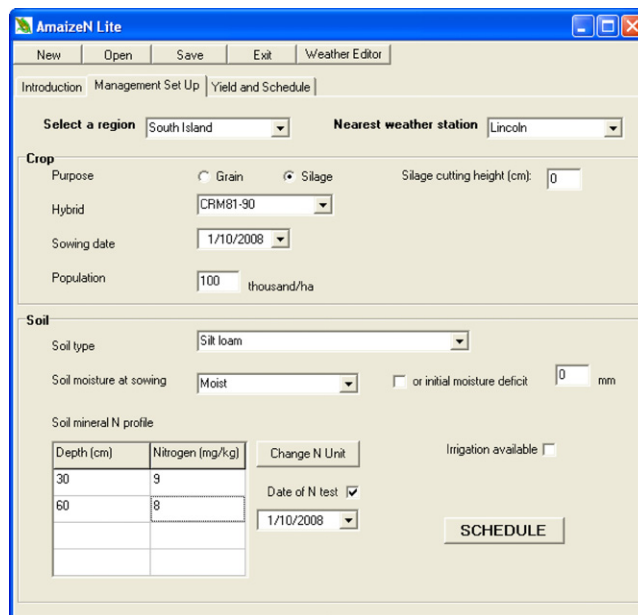 AmaizeN Lite
New Open Save Exit Weather Editor
Introduction Management Set Up Yield and Schedule
Select a region South Island Nearest weather station Lincoln
Crop
Purpose Grain Silage Silage cutting height (cm): 0
Hybrid CRM81-90
Sowing date 1/10/2008
Population 100 thousand/ha
Soil
Soil type Silt loam
Soil moisture at sowing Moist or initial moisture deficit 0 mm
Soil mineral N profile
Depth (cm) Nitrogen (mg/kg) Change N Unit Irrigation available
30 9
60 8 Date of N test
1/10/2008 SCHEDULE